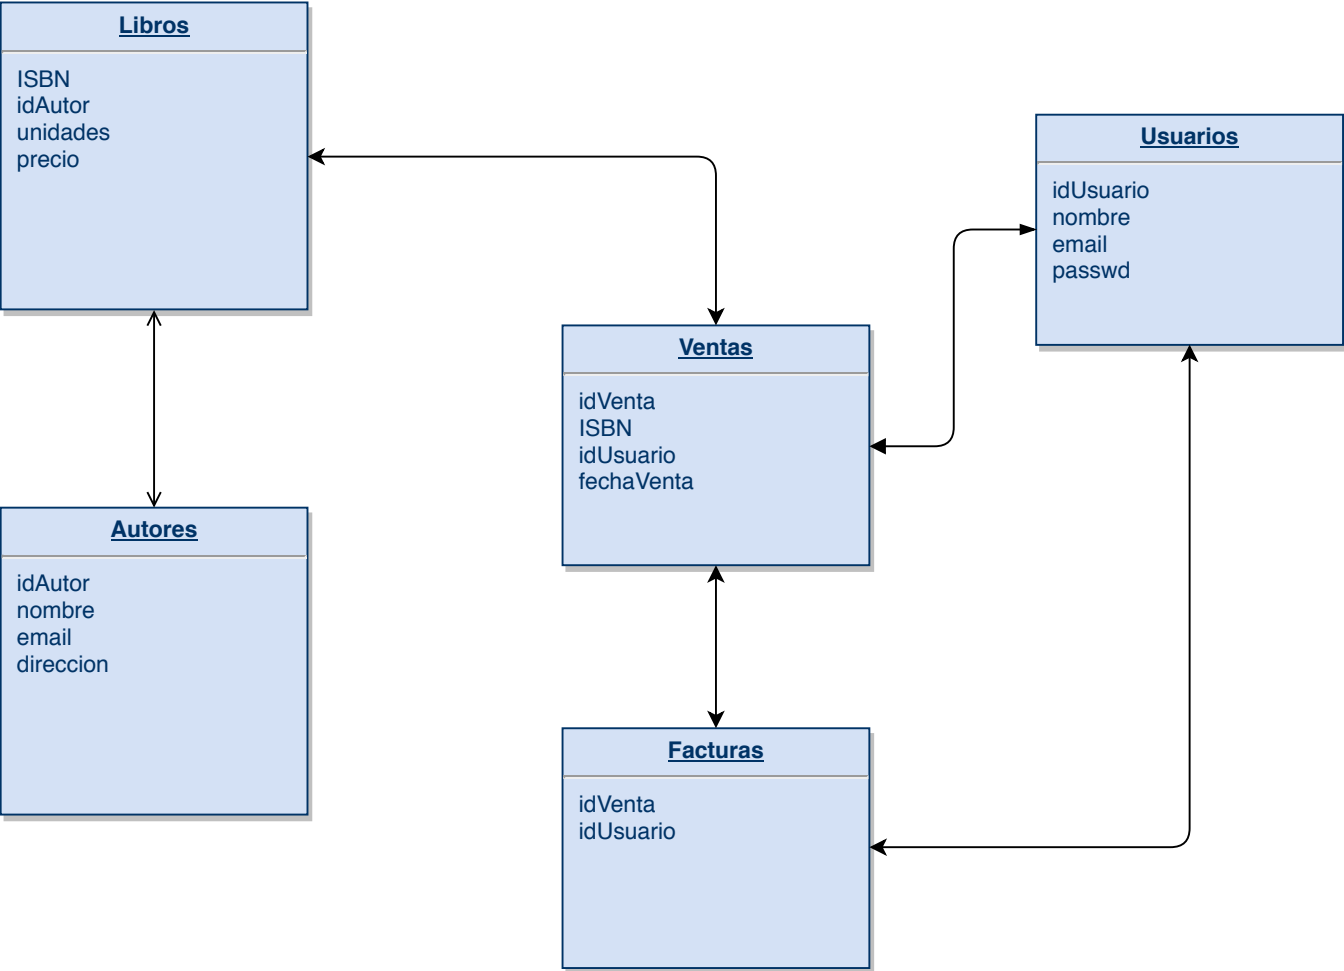 Libros
ISBN
idAutor
unidades
precio
Usuarios
idUsuario
nombre
email
passwd
Ventas
idVenta
ISBN
idUsuario
fechaVenta
Autores
idAutor
nombre
email
direccion
Facturas
idVenta
idUsuario